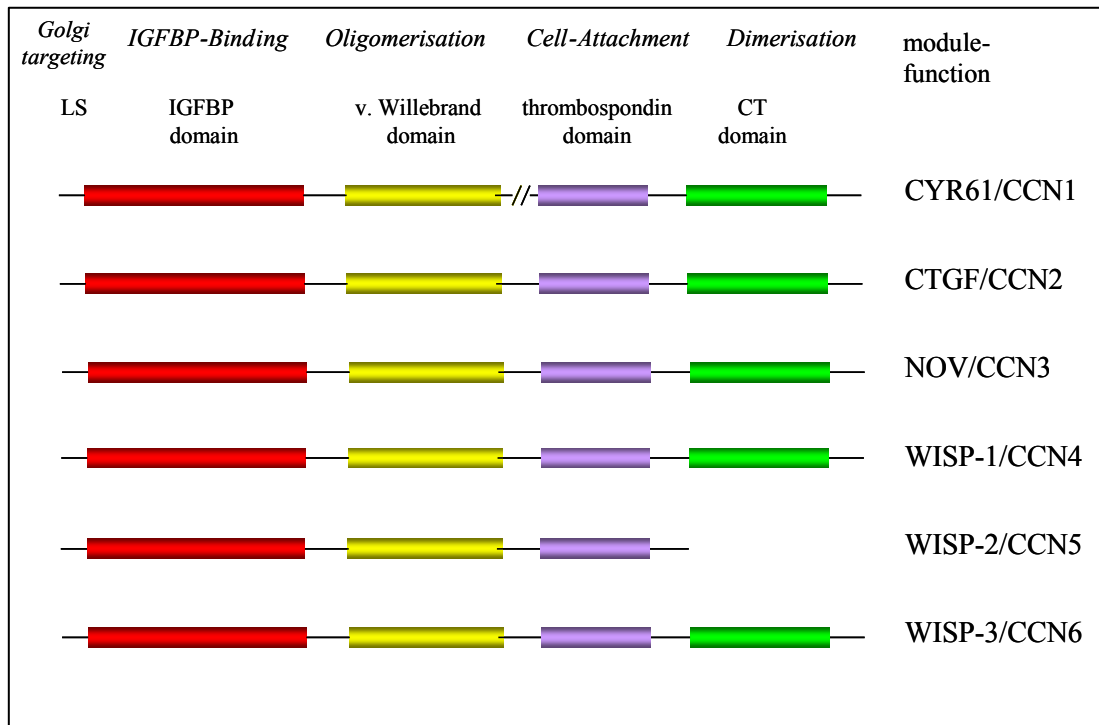 Golgi
targeting
IGFBP-Binding
Oligomerisation
Cell-Attachment
Dimerisation
module-
function
LS
IGFBP
domain
v. Willebrand
domain
thrombospondin
domain
CT
domain
CYR61/CCN1
CTGF/CCN2
NOV/CCN3
WISP-1/CCN4
WISP-2/CCN5
WISP-3/CCN6